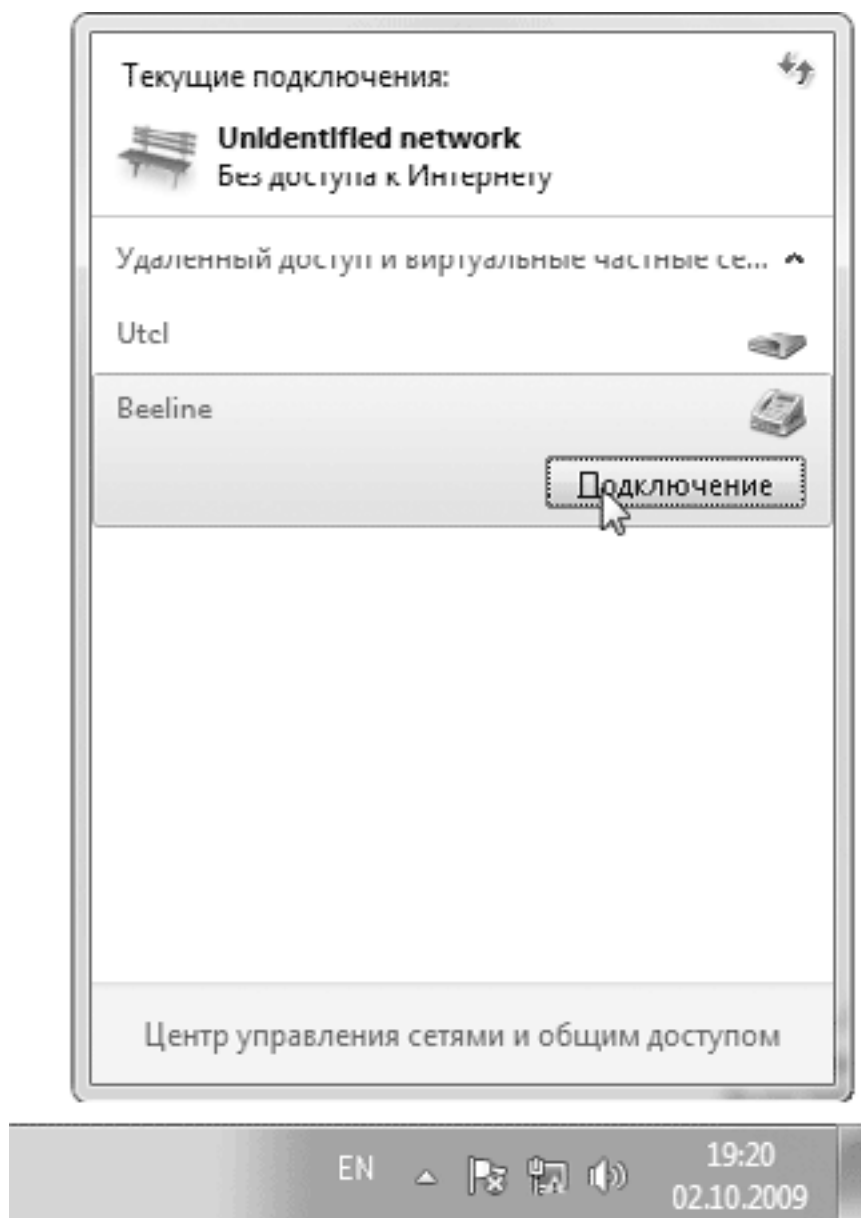 Текущие подключения:
Unidentified network
Без доступа к Интернету
Удаленный доступ и виртуальные частные се...
Utel
Beeline
Подключение
Центр управления сетями и общим доступом
EN
19:20
02.10.2009